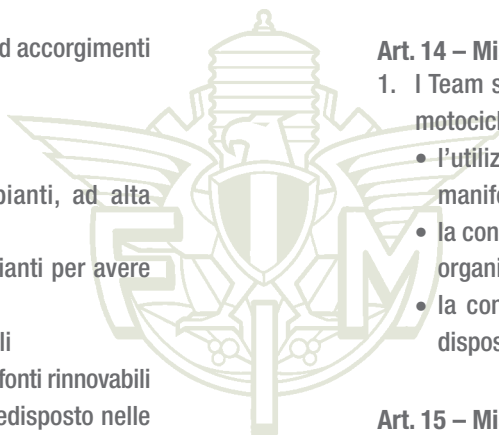 d accorgimenti
pianti, ad alta
ianti per avere
li
fonti rinnovabili
edisposto nelle
Art. 14 – Mi
1. I Team s
motocicl
• l’utiliz
manife
• la con
organi
• la con
dispos
Art. 15 – Mi
F M